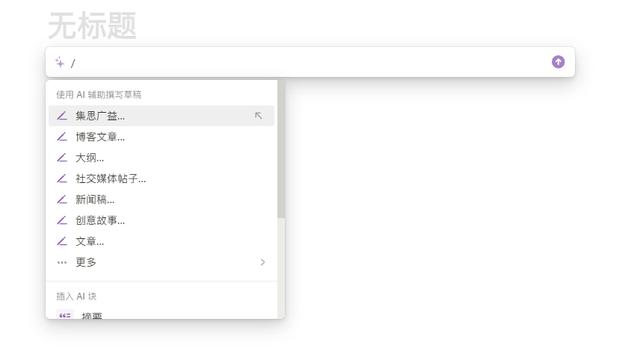 无标题
/
使用 AI 辅助撰写草稿
集思广益...
博客文章...
大纲...
社交媒体帖子...
新闻稿...
创意故事...
文章...
更多
插入 AI 块
摘要